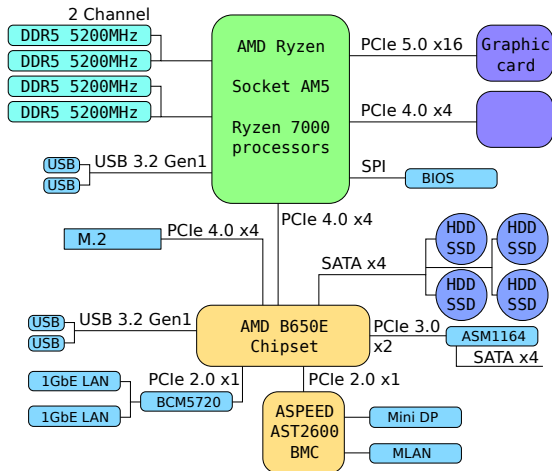 2 Channel
DDR5 5200MHz
DDR5 5200MHz
DDR5 5200MHz
DDR5 5200MHz
AMD Ryzen
Socket AM5
Ryzen 7000
processors
PCIe 5.0 x16
Graphic
card
PCIe 4.0 x4
USB
USB
USB 3.2 Gen1
SPI
BIOS
PCIe 4.0 x4
M.2
PCIe 4.0 x4
SATA x4
HDD
SSD
HDD
SSD
HDD
SSD
HDD
SSD
USB
USB
USB 3.2 Gen1
AMD B650E
Chipset
PCIe 3.0
x2
ASM1164
SATA x4
1GbE LAN
1GbE LAN
PCIe 2.0 x1
BCM5720
PCIe 2.0 x1
ASPEED
AST2600
BMC
Mini DP
MLAN